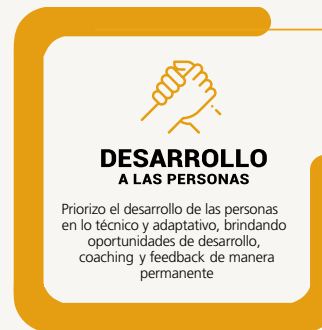 DESARROLLO
A LAS PERSONAS
Priorizo el desarrollo de las personas
en lo técnico y adaptativo, brindando
oportunidades de desarrollo,
coaching y feedback de manera
permanente